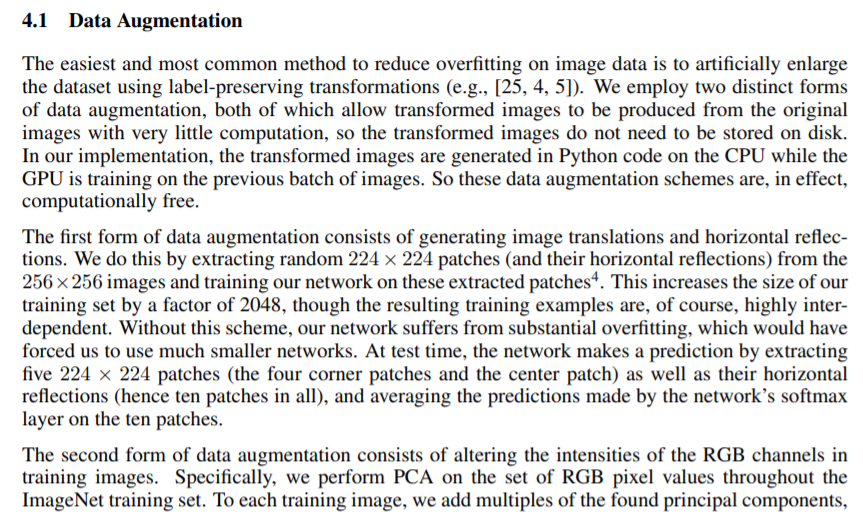 4.1 Data Augmentation
The easiest and most common method to reduce overfitting on image data is to artificially enlarge
the dataset using label-preserving transformations (e.g., [25, 4, 5]). We employ two distinct forms
of data augmentation, both of which allow transformed images to be produced from the original
images with very little computation, so the transformed images do not need to be stored on disk.
In our implementation, the transformed images are generated in Python code on the CPU while the
GPU is training on the previous batch of images. So these data augmentation schemes are, in effect,
computationally free.
The first form of data augmentation consists of generating image translations and horizontal reflec-
tions. We do this by extracting random 224 × 224 patches (and their horizontal reflections) from the
256×256 images and training our network on these extracted patches⁴. This increases the size of our
training set by a factor of 2048, though the resulting training examples are, of course, highly inter-
dependent. Without this scheme, our network suffers from substantial overfitting, which would have
forced us to use much smaller networks. At test time, the network makes a prediction by extracting
five 224 × 224 patches (the four corner patches and the center patch) as well as their horizontal
reflections (hence ten patches in all), and averaging the predictions made by the network's softmax
layer on the ten patches.
The second form of data augmentation consists of altering the intensities of the RGB channels in
training images. Specifically, we perform PCA on the set of RGB pixel values throughout the
ImageNet training set. To each training image, we add multiples of the found principal components,